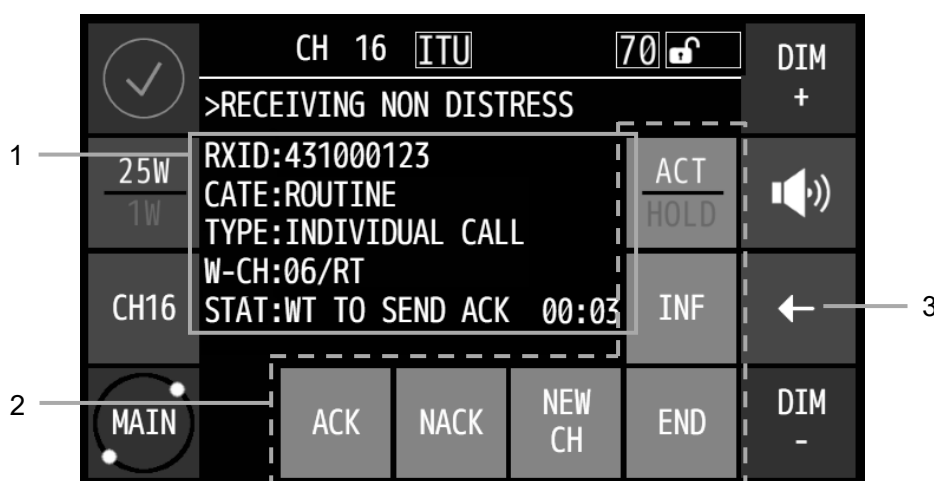 CH 16 ITU 70
DIM
+
>RECEIVING NON DISTRESS
1
25W
1W
RXID:431000123
CATE:ROUTINE
TYPE:INDIVIDUAL CALL
W-CH:06/RT
STAT:WT TO SEND ACK 00:03
ACT
HOLD
CH16
INF
3
2
MAIN
ACK
NACK
NEW
CH
END
DIM
-